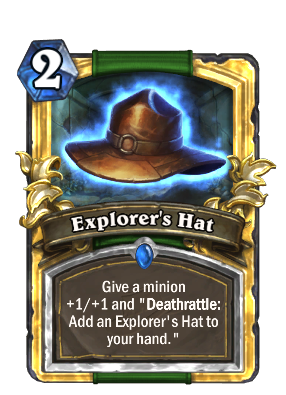 2
Explorer's Hat
Give a minion
+1/+1 and "Deathrattle:
Add an Explorer's Hat to
your hand."